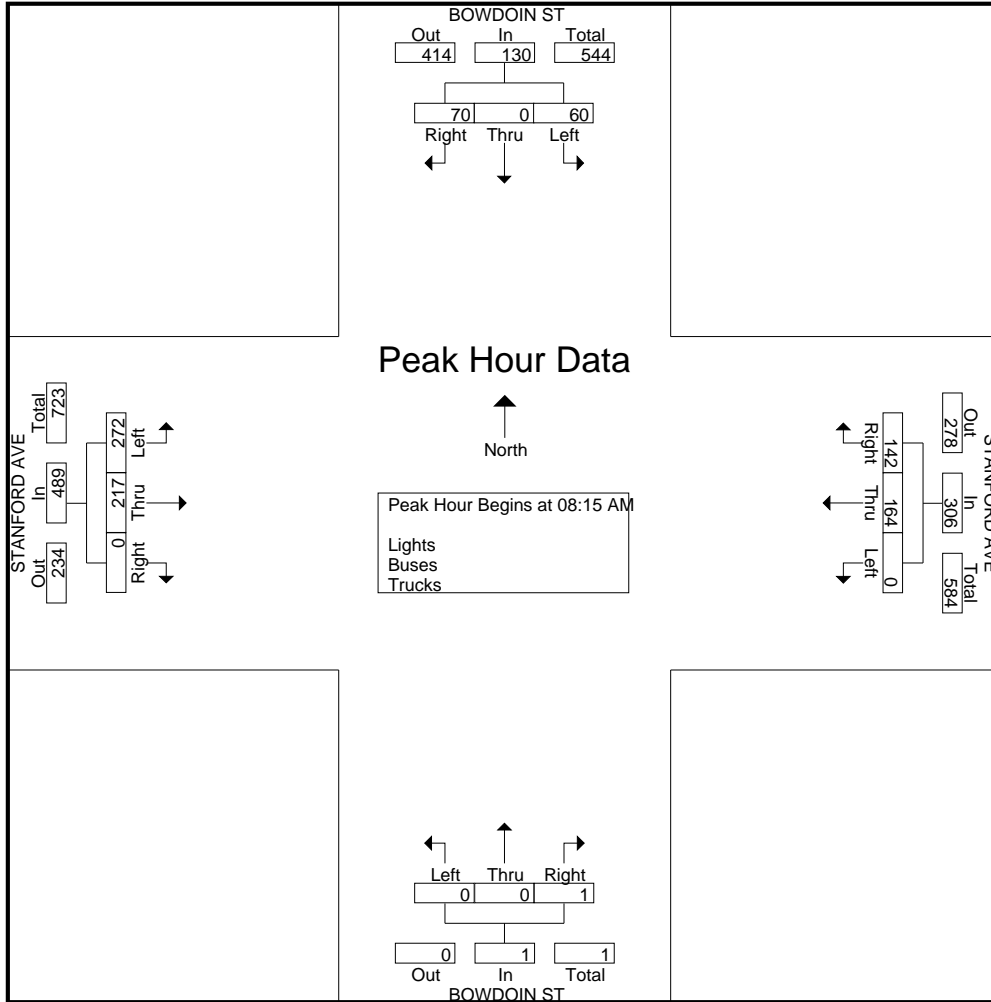 BOWDOIN ST
Out In Total
414 130 544
70 0 60
Right Thru Left
Peak Hour Data
North
Peak Hour Begins at 08:15 AM
Lights
Buses
Trucks
STANFORD AVE
Out In Total
234 489 723
0 217 272
Right Thru Left
STANFORD AVE
Out In Total
278 306 584
142 164 0
Right Thru Left
Left Thru Right
0 0 1
0 1 1
Out In Total
BOWDOIN ST